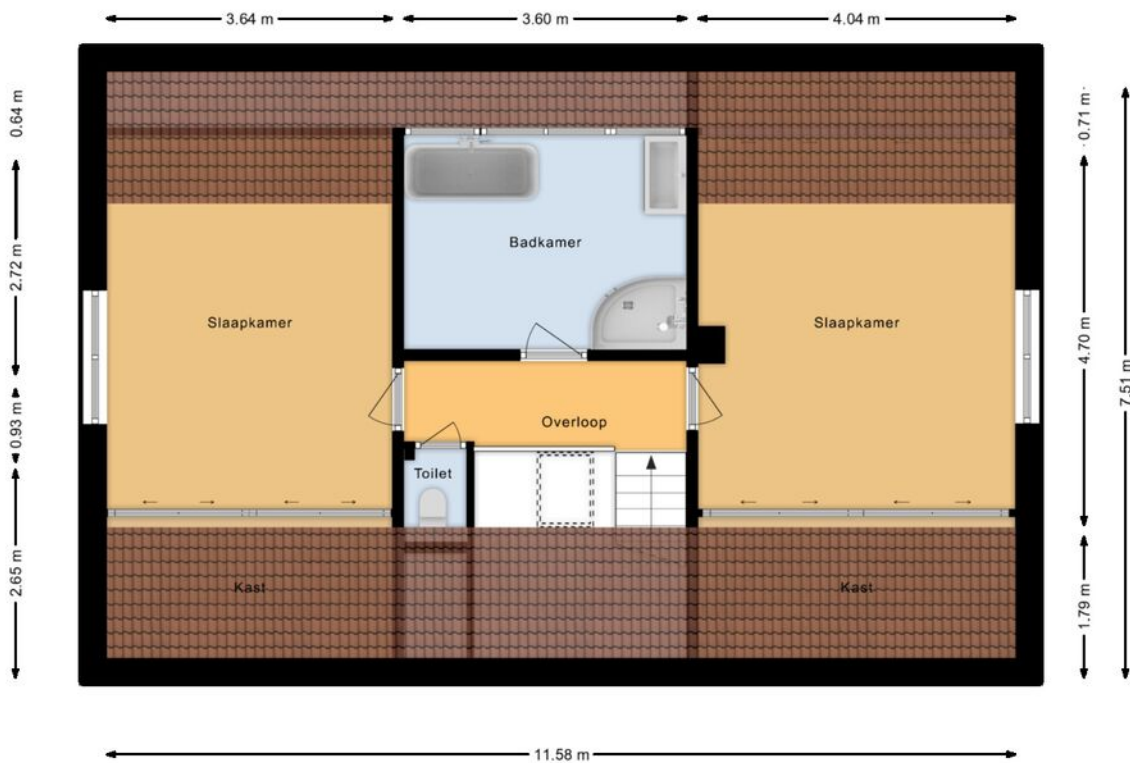 3.64 m
3.60 m
4.04 m
0.64 m
0.71 m
Badkamer
2.72 m
Slaapkamer
Slaapkamer
4.70 m
7.51 m
0.93 m
Overloop
Toilet
2.65 m
Kast
Kast
1.79 m
11.58 m